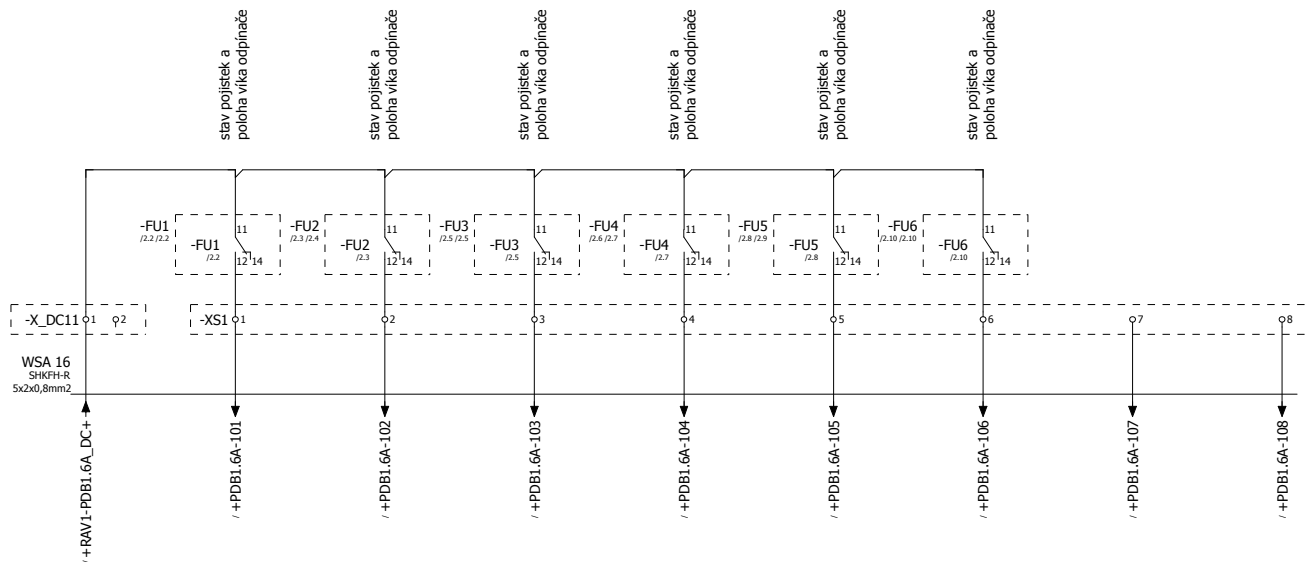 stav pojistek a
poloha víka odpínače
stav pojistek a
poloha víka odpínače
stav pojistek a
poloha víka odpínače
stav pojistek a
poloha víka odpínače
stav pojistek a
poloha víka odpínače
stav pojistek a
poloha víka odpínače
-FU1
/2.2 /2.2
-FU1
/2.2
11
12 14
-FU2
/2.3 /2.4
-FU2
/2.3
11
12 14
-FU3
/2.5 /2.5
-FU3
/2.5
11
12 14
-FU4
/2.6 /2.7
-FU4
/2.7
11
12 14
-FU5
/2.8 /2.9
-FU5
/2.8
11
12 14
-FU6
/2.10 /2.10
-FU6
/2.10
11
12 14
-X_DC11 1 2 -XS1 1 2 3 4 5 6 7 8
WSA 16
SHKFH-R
5x2x0,8mm2
/ +RAV1-PDB1.6A_DC+ -
/ +PDB1.6A-101
/ +PDB1.6A-102
/ +PDB1.6A-103
/ +PDB1.6A-104
/ +PDB1.6A-105
/ +PDB1.6A-106
/ +PDB1.6A-107
/ +PDB1.6A-108